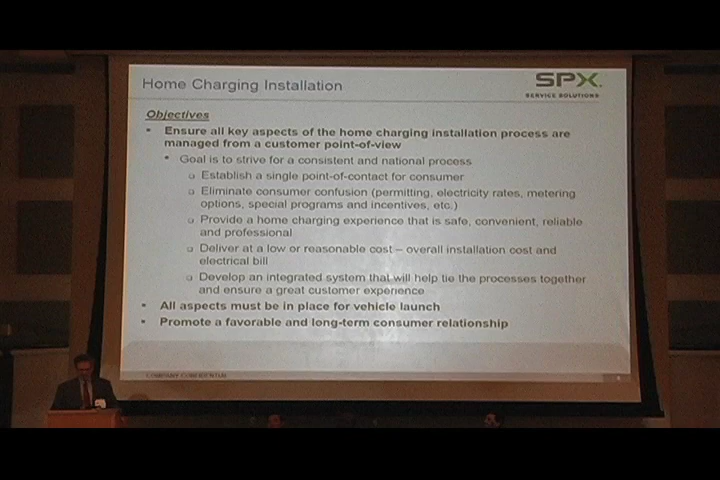 Home Charging Installation
SPX
SERVICE SOLUTIONS
Objectives
Ensure all key aspects of the home charging installation process are
managed from a customer point-of-view
Goal is to strive for a consistent and national process
Establish a single point-of-contact for consumer
Eliminate consumer confusion (permitting, electricity rates, metering
options, special programs and incentives, etc.)
Provide a home charging experience that is safe, convenient, reliable
and professional
Deliver at a low or reasonable cost – overall installation cost and
electrical bill
Develop an integrated system that will help tie the processes together
and ensure a great customer experience
All aspects must be in place for vehicle launch
Promote a favorable and long-term consumer relationship
COMPANY CONFIDENTIAL